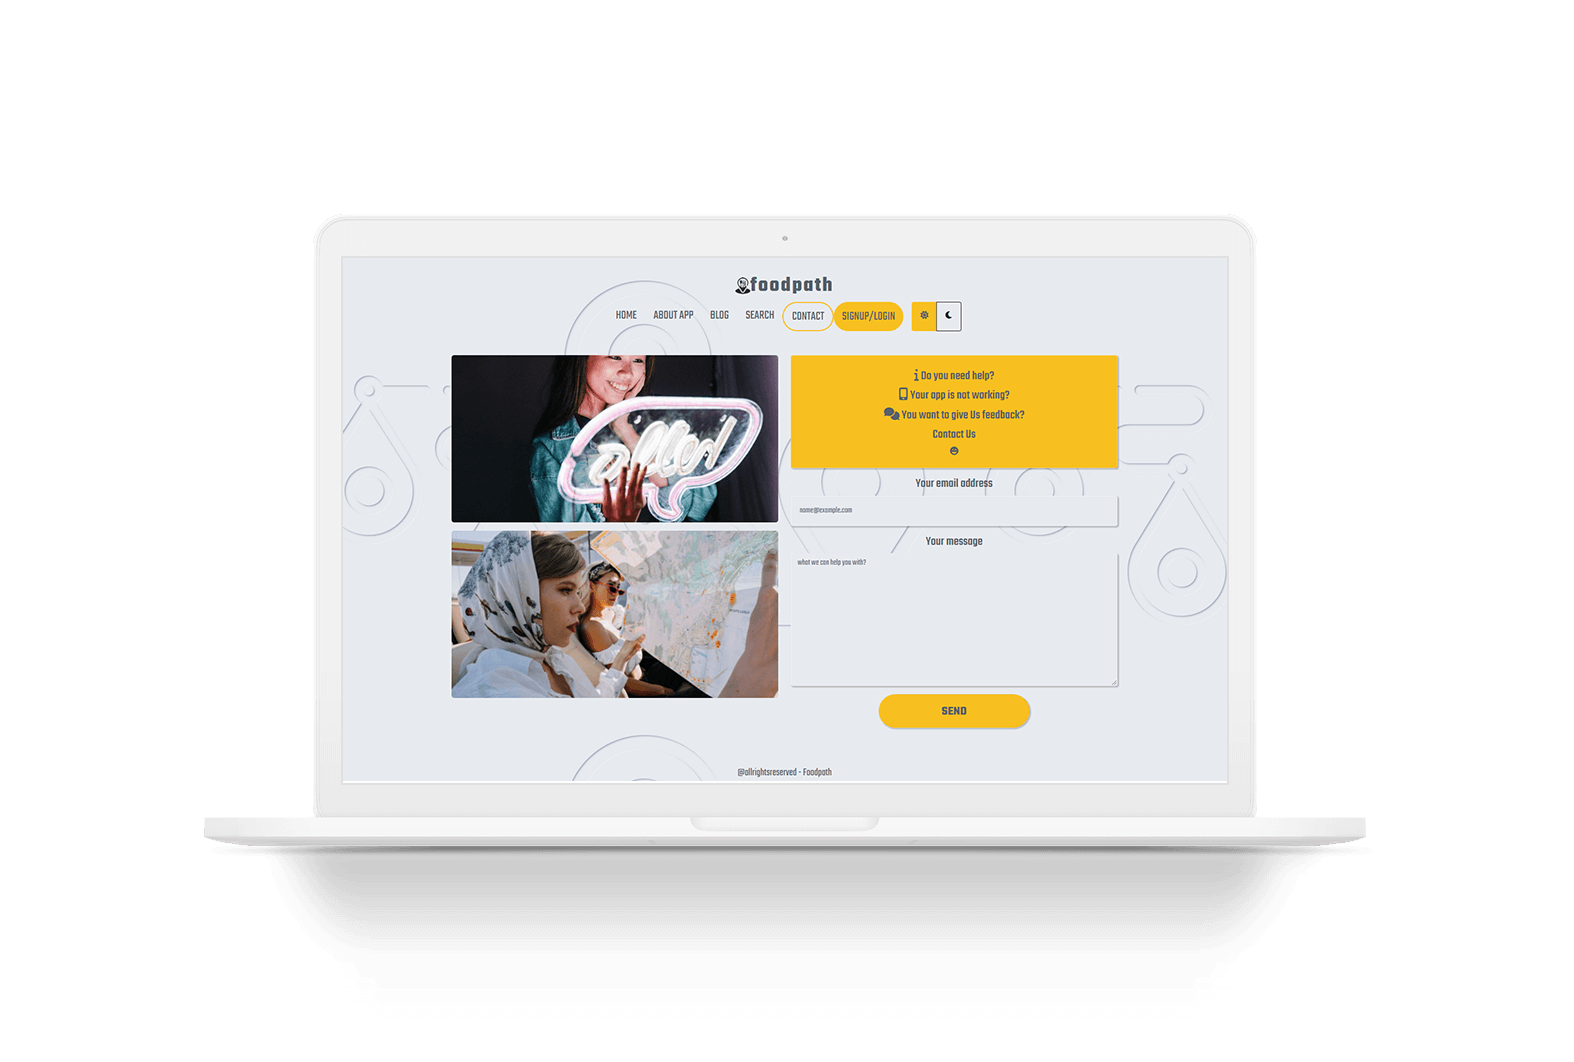 foodpath
HOME ABOUT APP BLOG SEARCH CONTACT SIGNUP/LOGIN
Do you need help?
Your app is not working?
You want to give Us feedback?
Contact Us
Your email address
name@example.com
Your message
what we can help you with?
SEND
@allrightsreserved - Foodpath